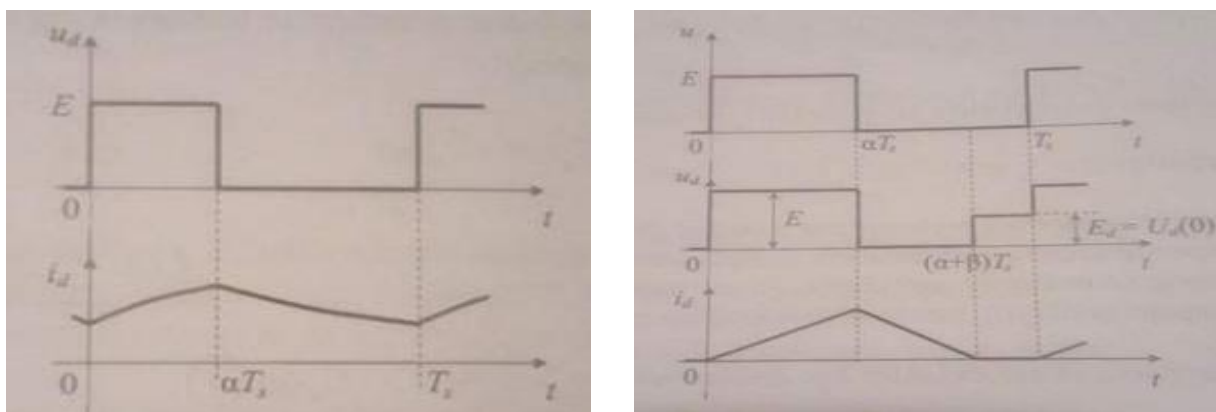 u_d
E
0
t
i_d
0
αT_s
T_s
t
u
E
0
αT_s
T_s
t
u_d
E
E_d = U_d(0)
0
(α+β)T_s
t
i_d
0
t